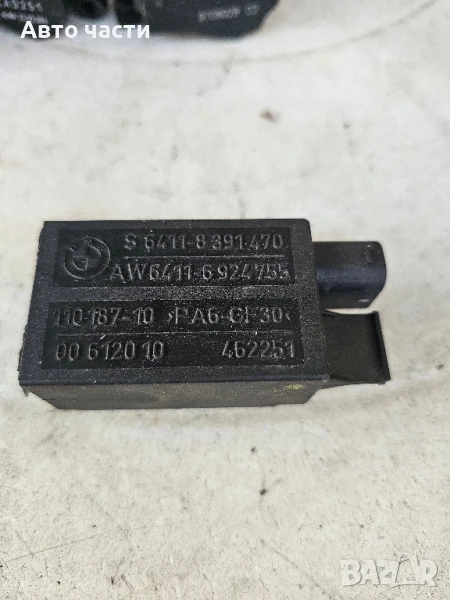 Авто части
S 6411-8 391 470
AW 6411-6 924 755
110-187-10 >PA6-GF30<
00 6120 10 462251
BAZAR